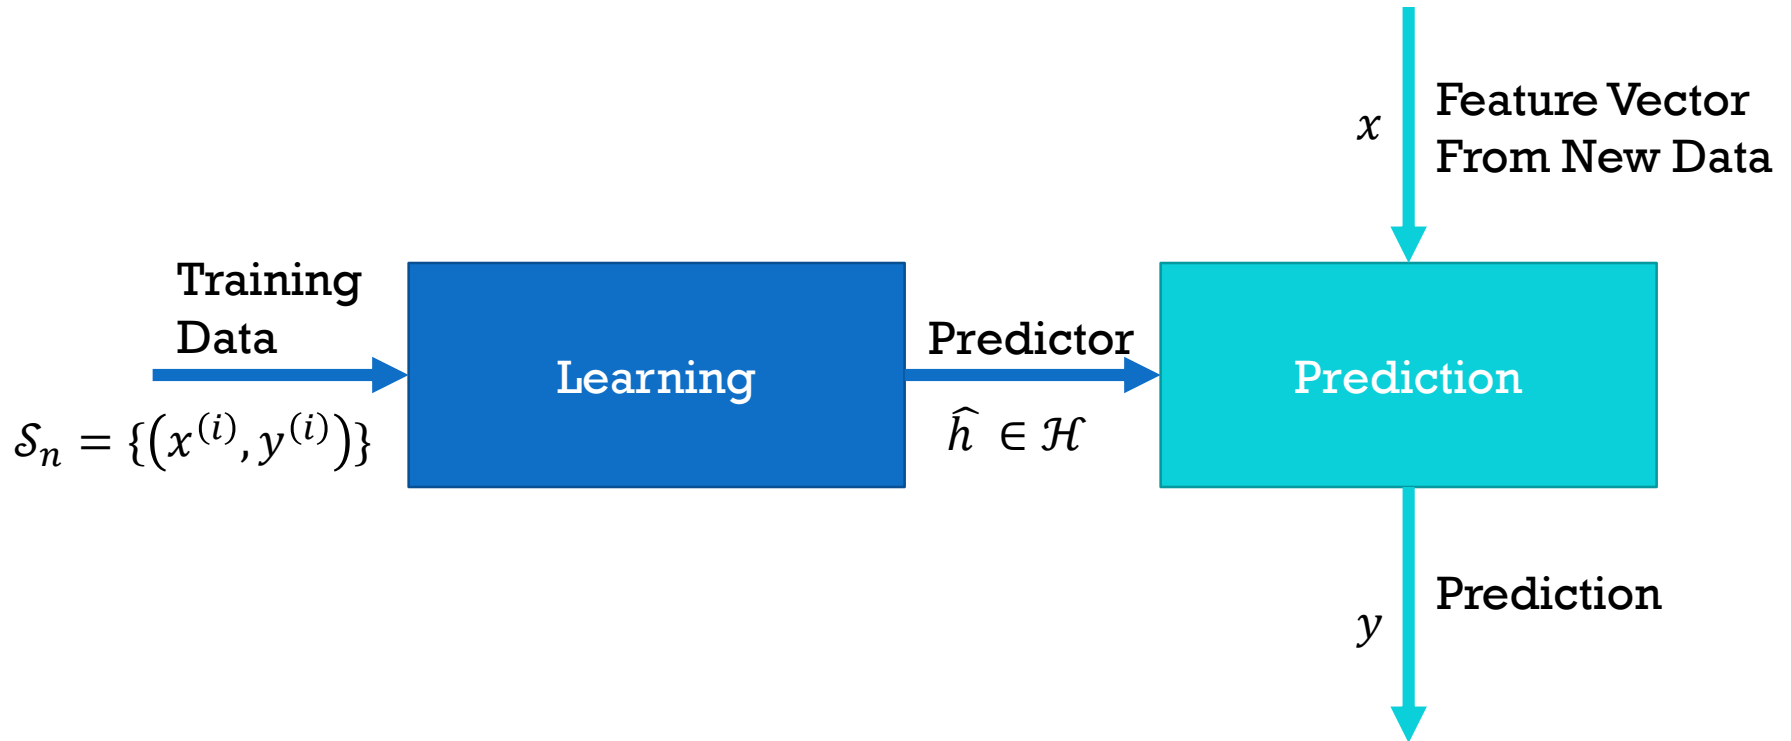 Training
Data
𝒮ₙ = {(x⁽ⁱ⁾, y⁽ⁱ⁾)}
Learning
Predictor
ĥ ∈ ℋ
x
Feature Vector
From New Data
Prediction
y
Prediction